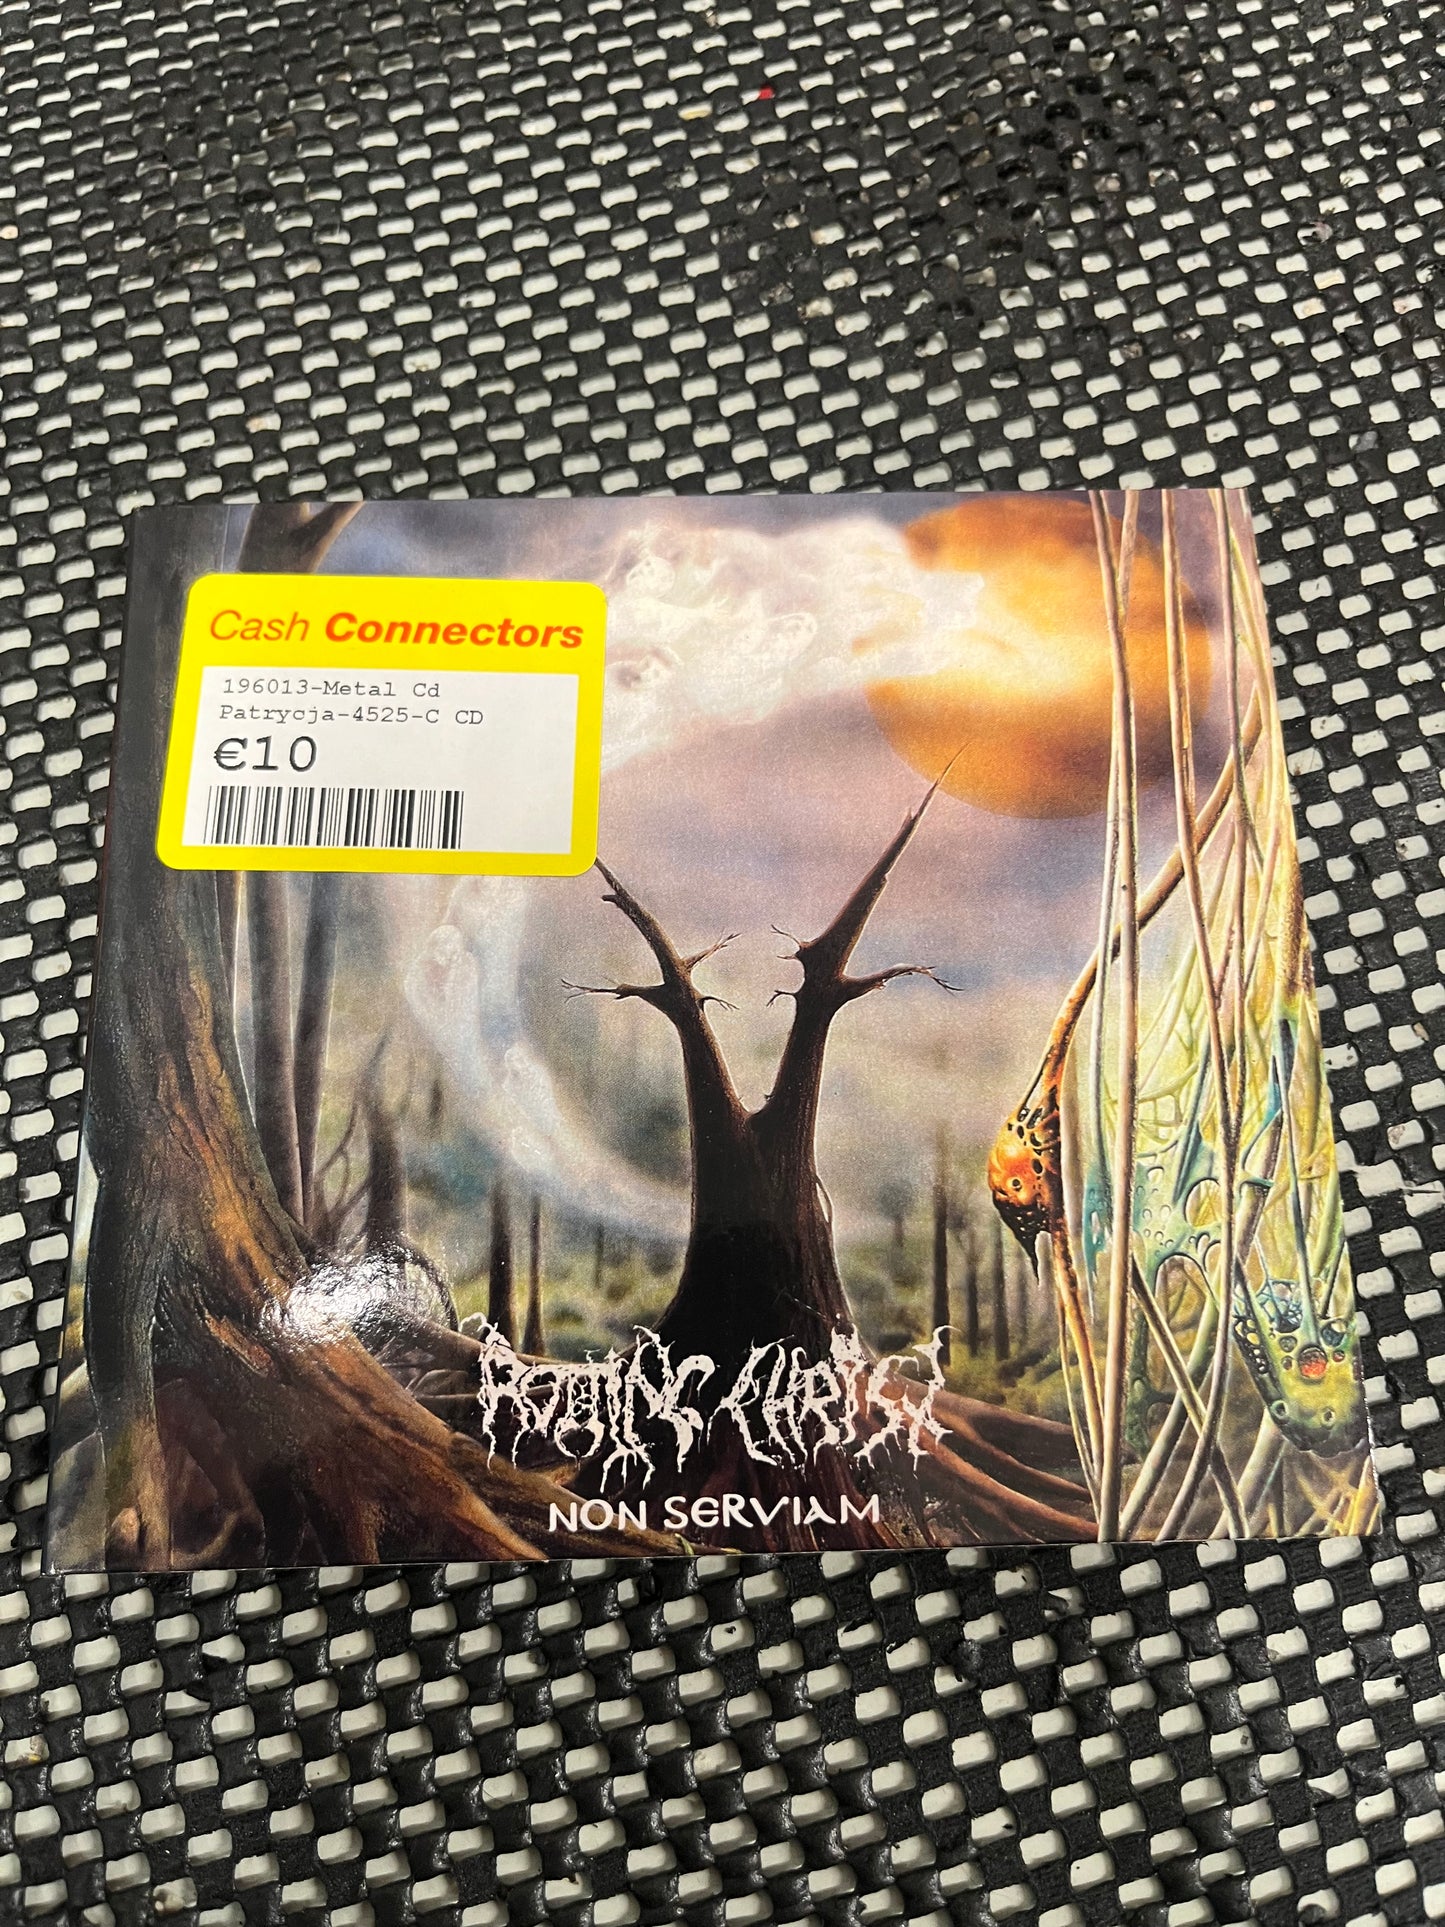 Cash Connectors
196013-Metal Cd
Patrycja-4525-C CD
€10
ROTTING CHRIST
NON SERVIAM